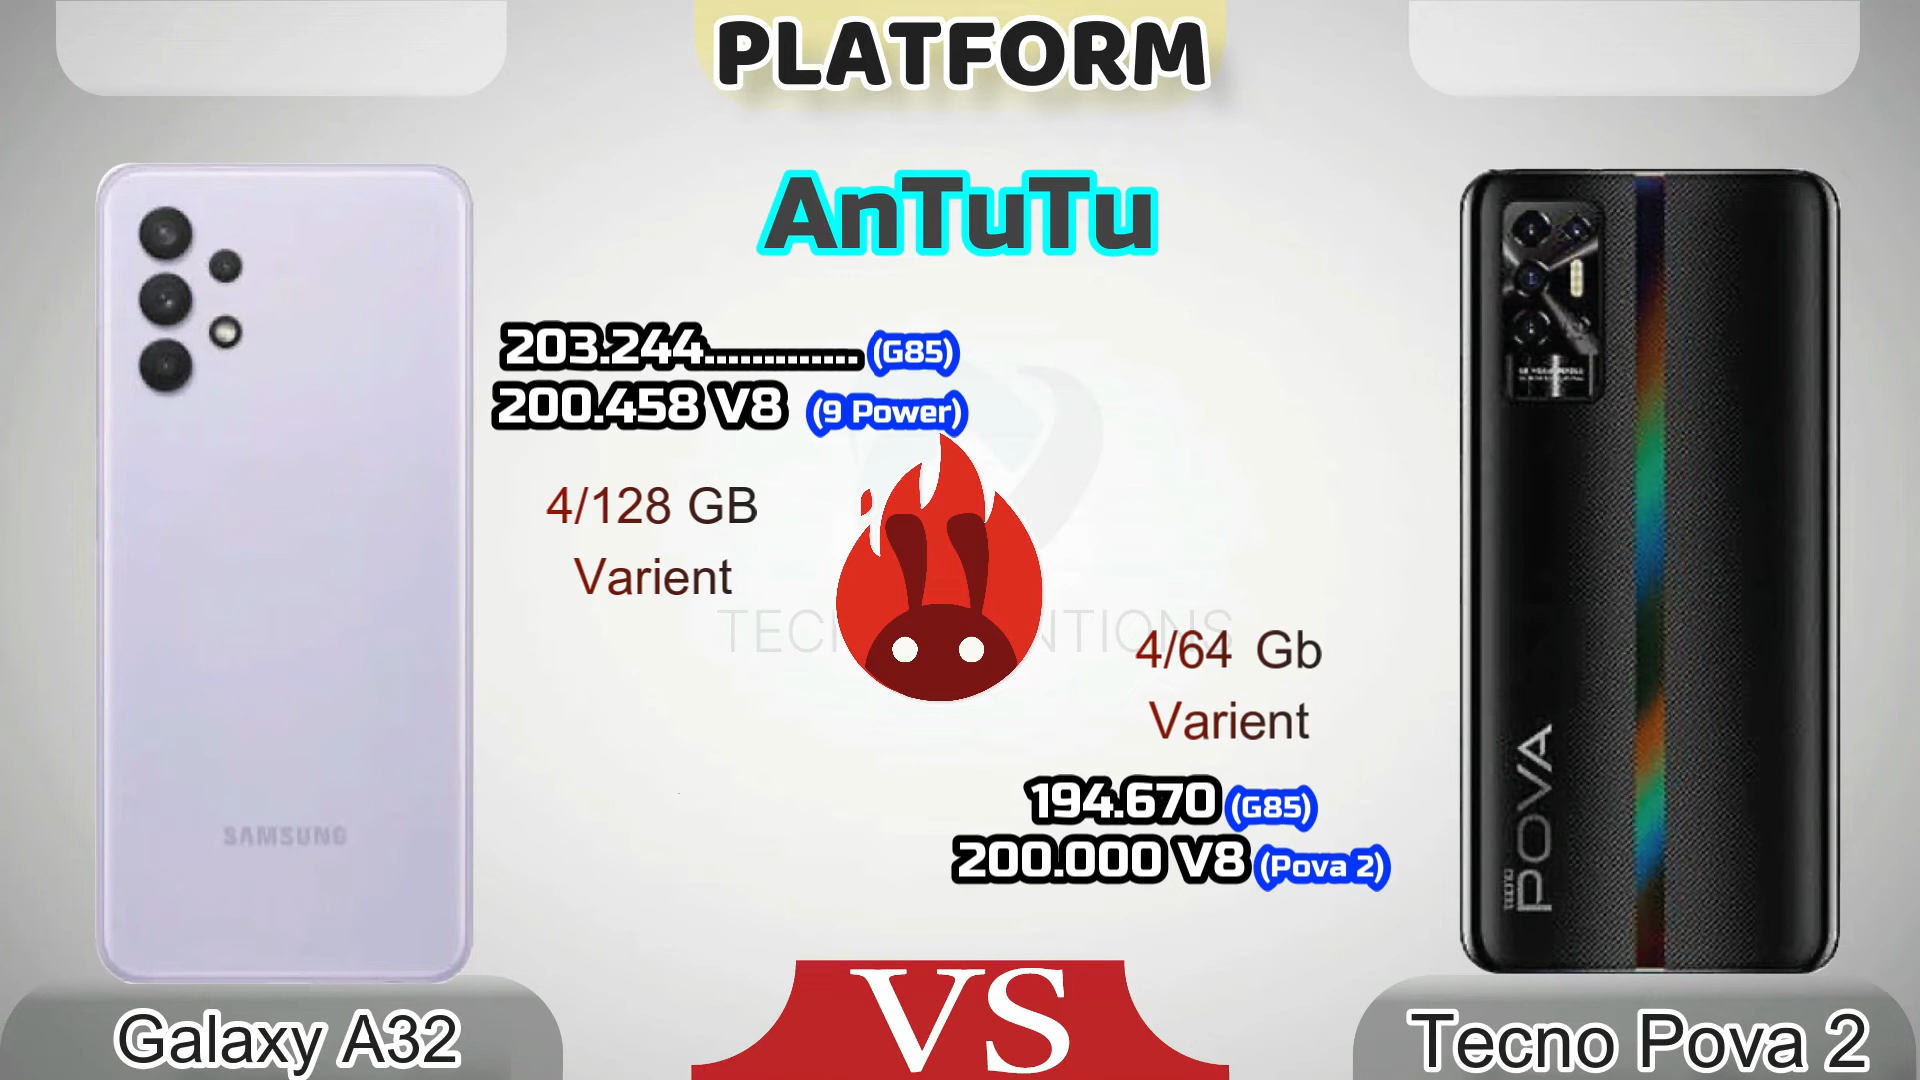 PLATFORM
AnTuTu
203.244............. (G85)
200.458 V8 (9 Power)
4/128 GB
Varient
4/64 Gb
Varient
194.670 (G85)
200.000 V8 (Pova 2)
SAMSUNG
TECNO
POVA
Galaxy A32
VS
Tecno Pova 2